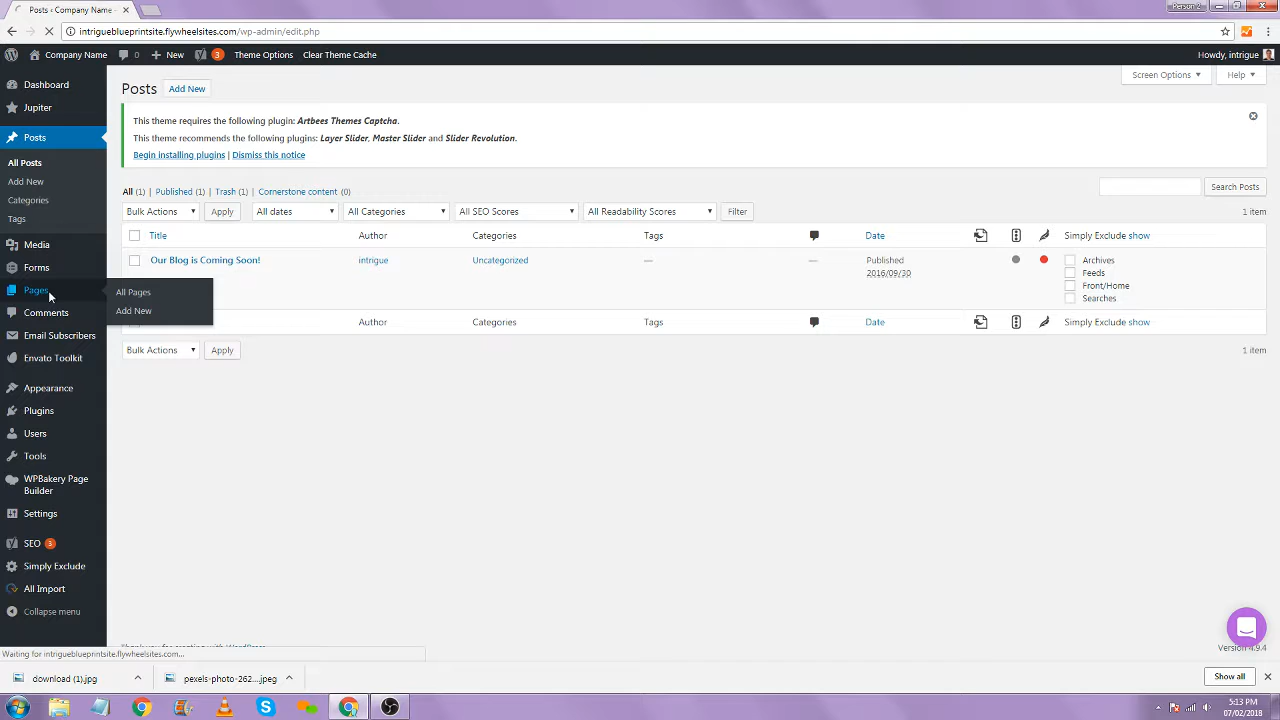 Posts ‹ Company Name –
Person 2
intrigueblueprintsite.flywheelsites.com/wp-admin/edit.php
Company Name 0 New 3 Theme Options Clear Theme Cache Howdy, intrigue
Dashboard
Jupiter
Posts
All Posts
Add New
Categories
Tags
Media
Forms
Pages
All Pages
Add New
Comments
Email Subscribers
Envato Toolkit
Appearance
Plugins
Users
Tools
WPBakery Page
Builder
Settings
SEO 3
Simply Exclude
All Import
Collapse menu
Screen Options Help
Posts Add New
This theme requires the following plugin: Artbees Themes Captcha.
This theme recommends the following plugins: Layer Slider, Master Slider and Slider Revolution.
Begin installing plugins | Dismiss this notice
All (1) | Published (1) | Trash (1) | Cornerstone content (0)
Search Posts
Bulk Actions Apply All dates All Categories All SEO Scores All Readability Scores Filter 1 item
Title Author Categories Tags Date Simply Exclude show
Our Blog is Coming Soon! intrigue Uncategorized — — Published
2016/09/30
Archives
Feeds
Front/Home
Searches
Author Categories Tags Date Simply Exclude show
Bulk Actions Apply 1 item
Version 4.9.4
Waiting for intrigueblueprintsite.flywheelsites.com...
download (1).jpg pexels-photo-262....jpeg Show all
5:13 PM
07/02/2018